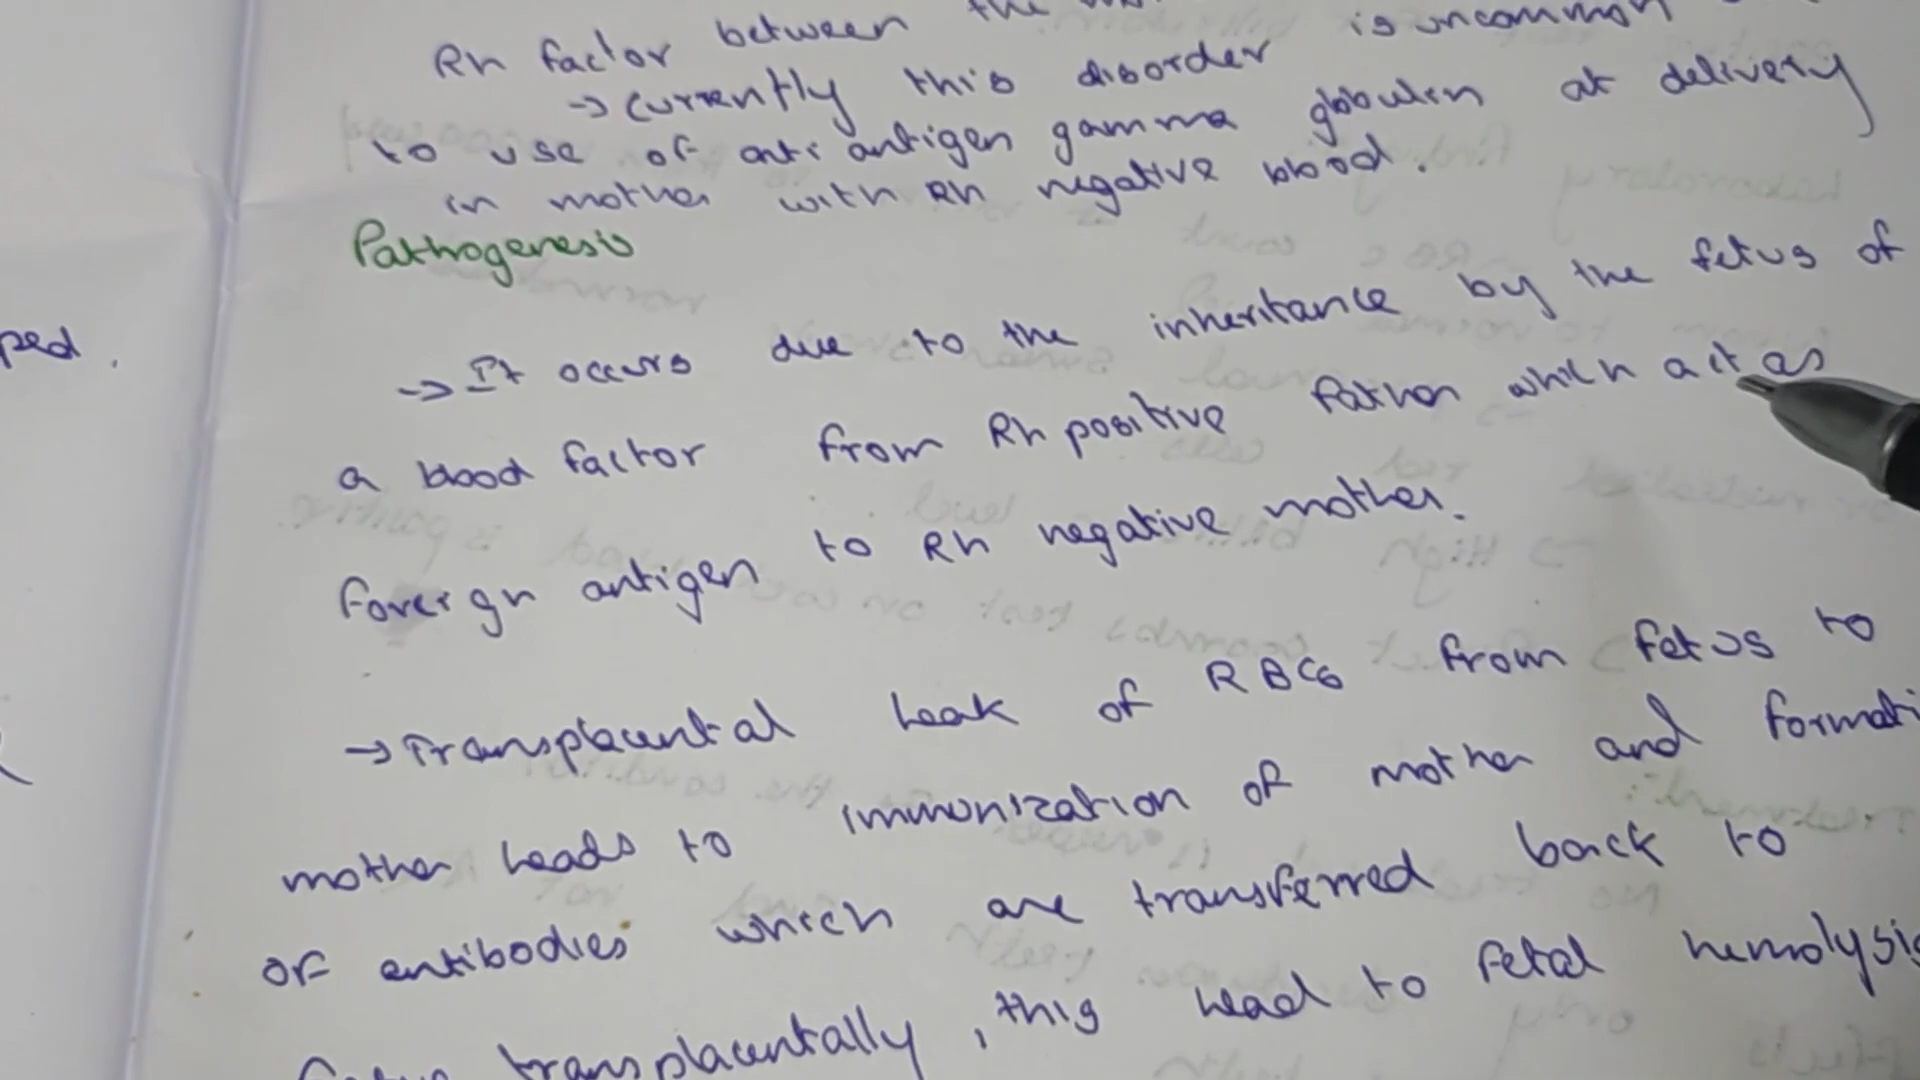 Rh factor between the
→ currently this disorder is uncommon
to use of anti antigen gamma globulin at delivery
in mother with Rh negative blood.
Pathogenesis
→ It occurs due to the inheritance by the fetus of
a blood factor from Rh positive father which act as
foreign antigen to Rh negative mother.
→ Transplacental leak of RBCs from fetus to
mother leads to immunization of mother and formati
of antibodies which are transferred back to
fetus transplacentally, this lead to fetal hemolysis
ped.